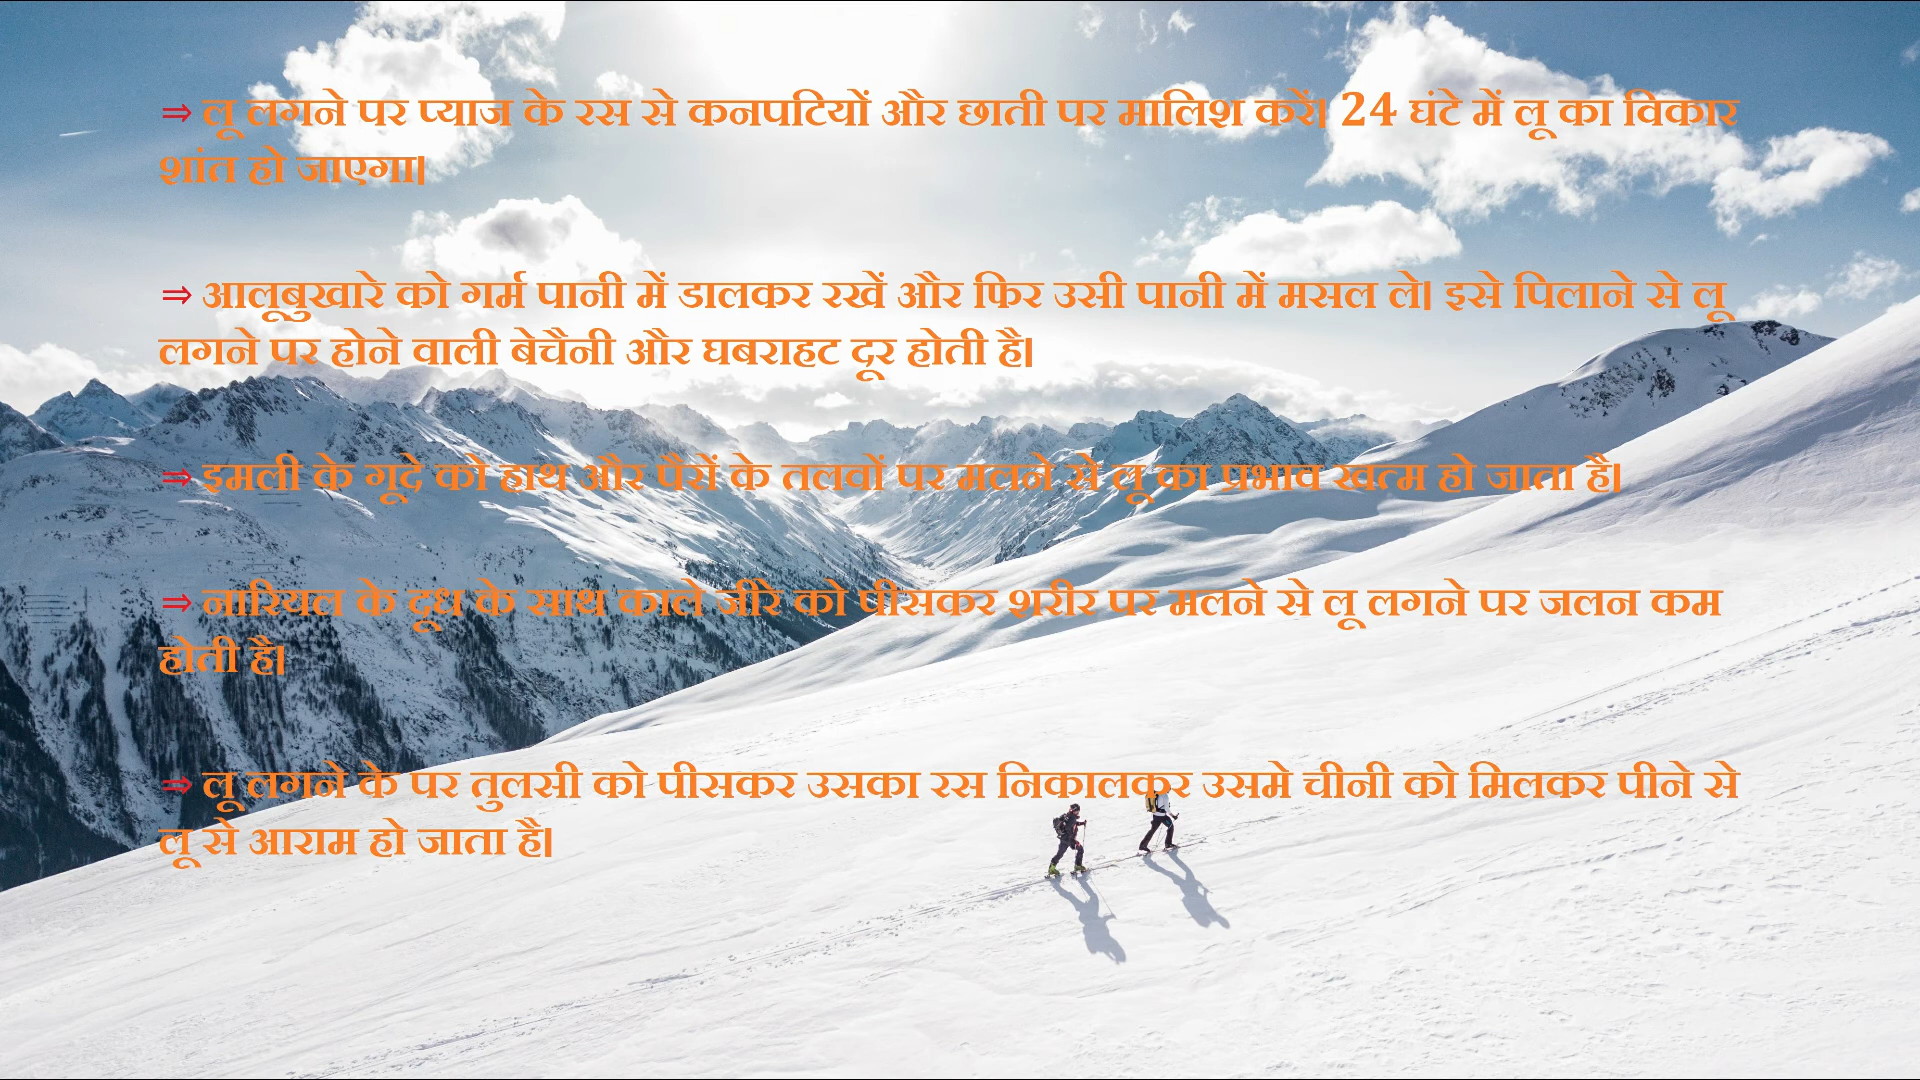 ⇒ लू लगने पर प्याज के रस से कनपटियों और छाती पर मालिश करें। 24 घंटे में लू का विकार
शांत हो जाएगा।
⇒ आलूबुखारे को गर्म पानी में डालकर रखें और फिर उसी पानी में मसल ले। इसे पिलाने से लू
लगने पर होने वाली बेचैनी और घबराहट दूर होती है।
⇒ इमली के गूदे को हाथ और पैरों के तलवों पर मलने से लू का प्रभाव खत्म हो जाता है।
⇒ नारियल के दूध के साथ काले जीरे को पीसकर शरीर पर मलने से लू लगने पर जलन कम
होती है।
⇒ लू लगने के पर तुलसी को पीसकर उसका रस निकालकर उसमे चीनी को मिलकर पीने से
लू से आराम हो जाता है।